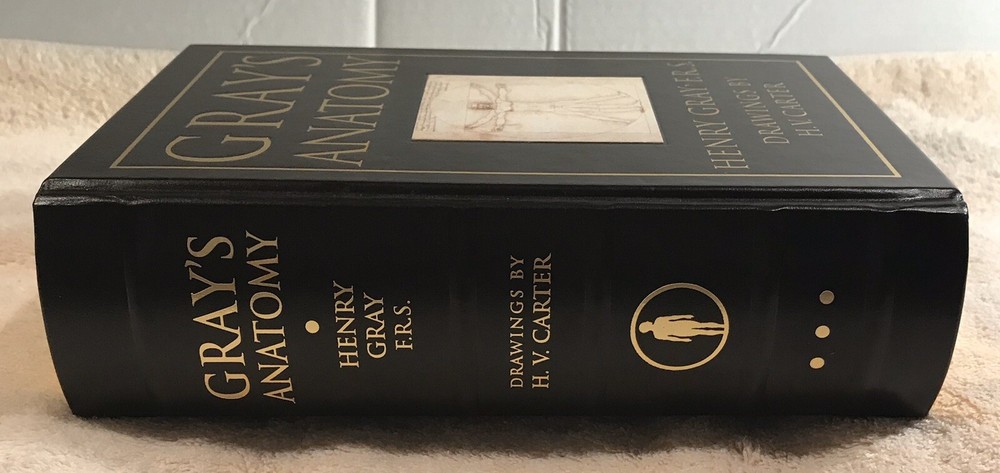 GRAY'S
ANATOMY
HENRY GRAY F.R.S.
DRAWINGS BY
H.V. CARTER
GRAY'S
ANATOMY
HENRY
GRAY
F.R.S.
DRAWINGS BY
H. V. CARTER